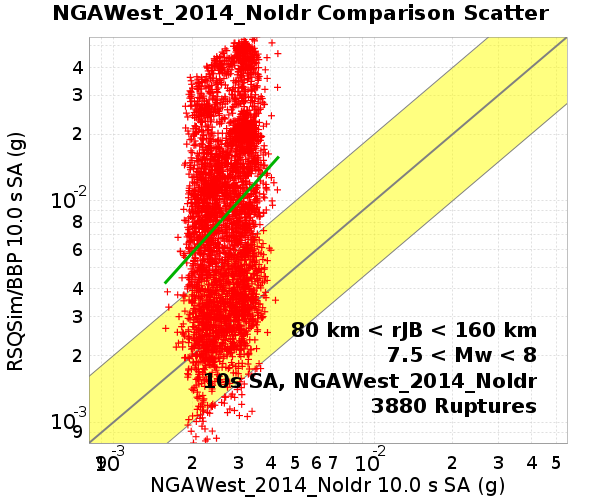 NGAWest_2014_NoIdr Comparison Scatter
RSQSim/BBP 10.0 s SA (g)
4
3
2
10-2
8
6
4
3
2
10-3
9
80 km < rJB < 160 km
7.5 < Mw < 8
10s SA, NGAWest_2014_NoIdr
3880 Ruptures
9 10-3 2 3 4 5 6 7 10-2 2 3 4 5
NGAWest_2014_NoIdr 10.0 s SA (g)